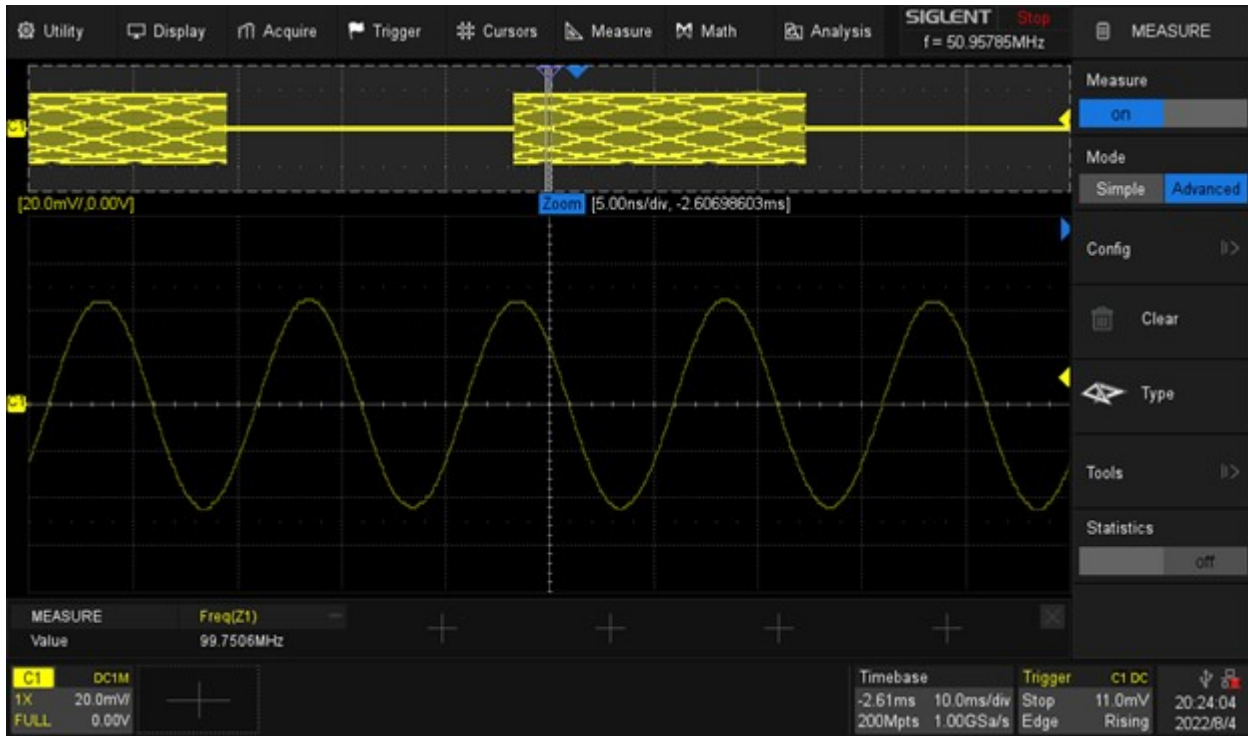 Utility Display Acquire Trigger Cursors Measure Math Analysis SIGLENT Stop MEASURE
f = 50.95785MHz
Measure
on
C1
Mode
Simple Advanced
[20.0mV/,0.00V] Zoom [5.00ns/div, -2.60698603ms]
Config
Clear
C1
Type
Tools
Statistics
off
MEASURE Freq(Z1)
Value 99.7506MHz
C1 DC1M Timebase Trigger C1 DC
1X 20.0mV/ -2.61ms 10.0ms/div Stop 11.0mV 20:24:04
FULL 0.00V 200Mpts 1.00GSa/s Edge Rising 2022/8/4